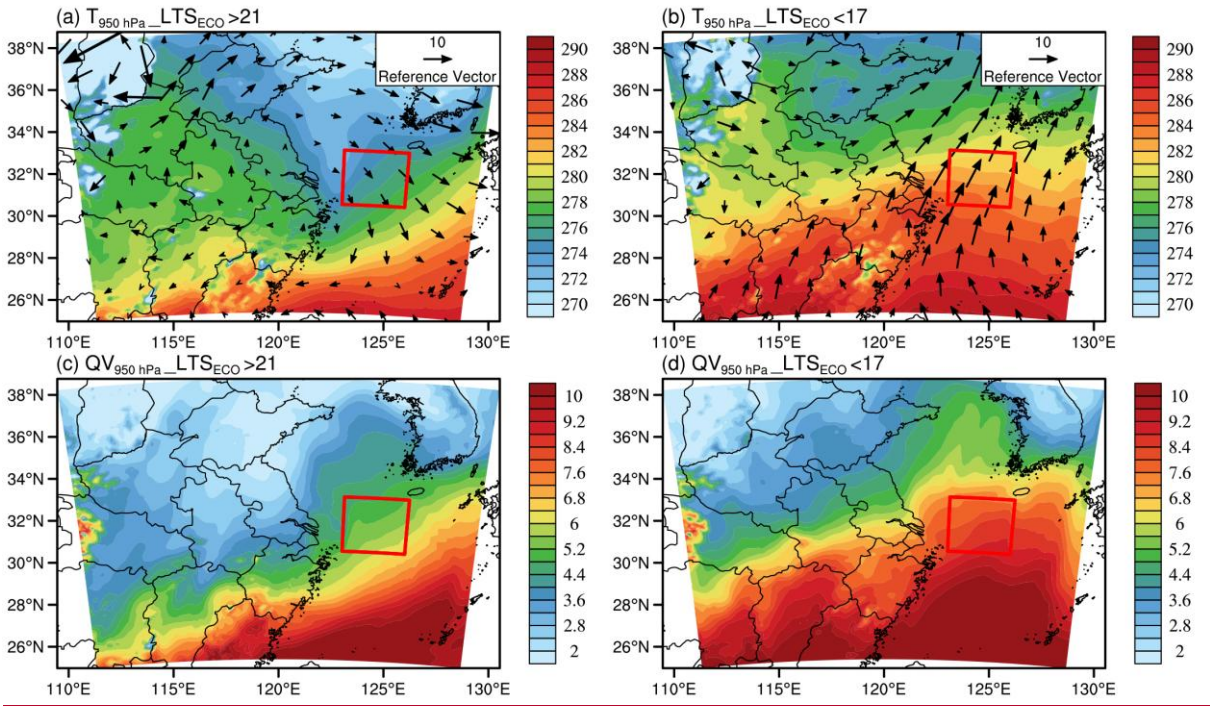 (a) T950 hPa_LTSECO >21
(b) T950 hPa_LTSECO <17
38°N
36°N
34°N
32°N
30°N
28°N
26°N
110°E 115°E 120°E 125°E 130°E
10
Reference Vector
290
288
286
284
282
280
278
276
274
272
270
38°N
36°N
34°N
32°N
30°N
28°N
26°N
110°E 115°E 120°E 125°E 130°E
10
Reference Vector
290
288
286
284
282
280
278
276
274
272
270
(c) QV950 hPa_LTSECO >21
(d) QV950 hPa_LTSECO <17
38°N
36°N
34°N
32°N
30°N
28°N
26°N
110°E 115°E 120°E 125°E 130°E
10
9.2
8.4
7.6
6.8
6
5.2
4.4
3.6
2.8
2
38°N
36°N
34°N
32°N
30°N
28°N
26°N
110°E 115°E 120°E 125°E 130°E
10
9.2
8.4
7.6
6.8
6
5.2
4.4
3.6
2.8
2